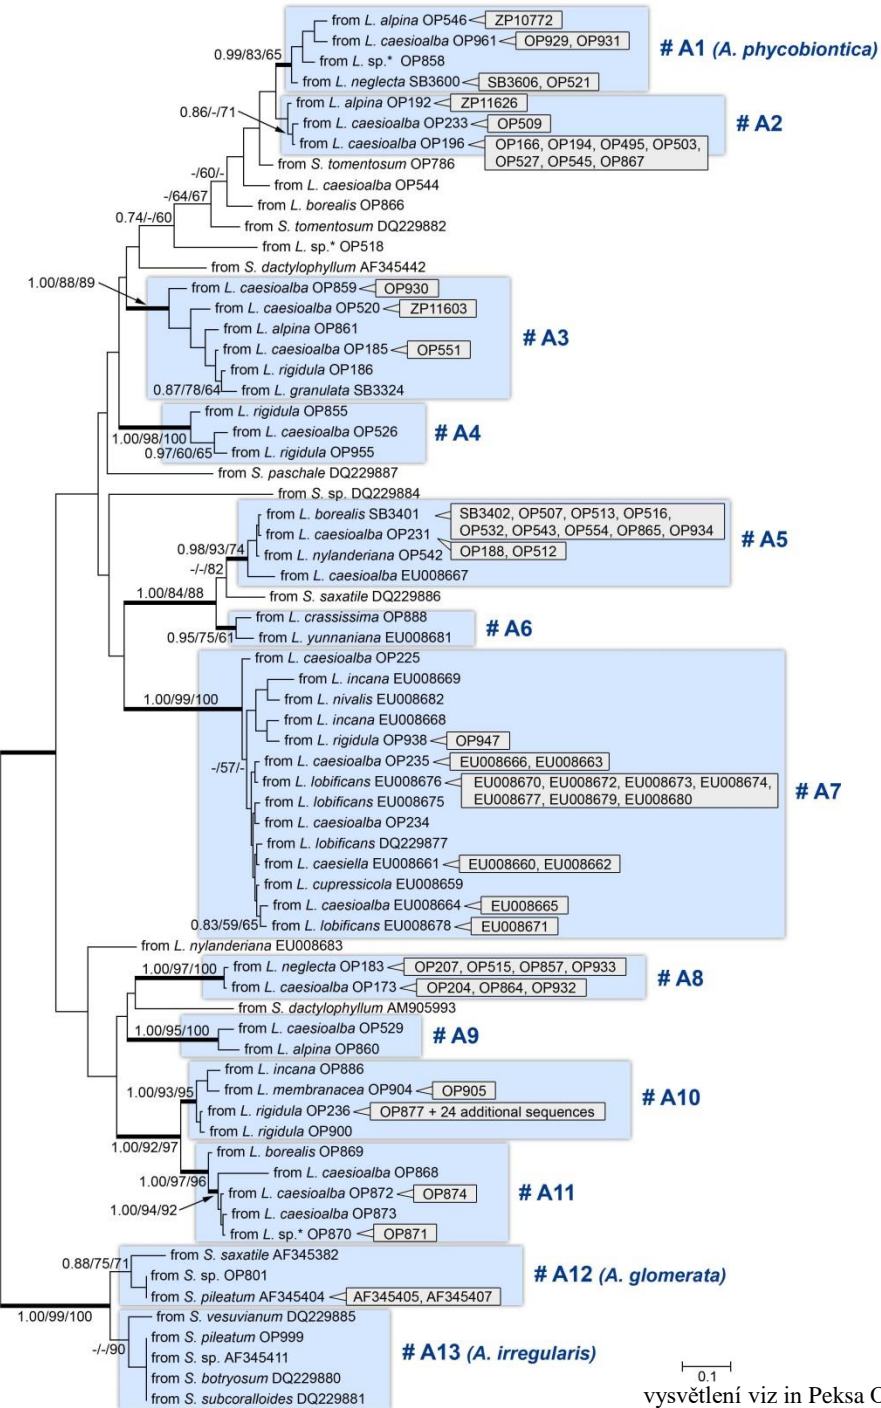 from L. alpina OP546 ZP10772
from L. caesioalba OP961 OP929, OP931
# A1 (A. phycobiontica)
0.99/83/65
from L. sp.* OP858
from L. neglecta SB3600 SB3606, OP521
from L. alpina OP192 ZP11626
0.86/-/71
from L. caesioalba OP233 OP509
# A2
from L. caesioalba OP196 OP166, OP194, OP495, OP503,
OP527, OP545, OP867
from S. tomentosum OP786
-/60/-
from L. caesioalba OP544
-/64/67
from L. borealis OP866
0.74/-/60
from S. tomentosum DQ229882
from L. sp.* OP518
from S. dactylophyllum AF345442
1.00/88/89
from L. caesioalba OP859 OP930
from L. caesioalba OP520 ZP11603
from L. alpina OP861
# A3
from L. caesioalba OP185 OP551
from L. rigidula OP186
0.87/78/64
from L. granulata SB3324
from L. rigidula OP855
1.00/98/100
from L. caesioalba OP526
# A4
0.97/60/65
from L. rigidula OP955
from S. paschale DQ229887
from S. sp. DQ229884
from L. borealis SB3401 SB3402, OP507, OP513, OP516,
OP532, OP543, OP554, OP865, OP934
from L. caesioalba OP231
# A5
0.98/93/74
from L. nylanderiana OP542 OP188, OP512
-/-/82
from L. caesioalba EU008667
1.00/84/88
from S. saxatile DQ229886
from L. crassissima OP888
# A6
0.95/75/61
from L. yunnaniana EU008681
from L. caesioalba OP225
from L. incana EU008669
1.00/99/100
from L. nivalis EU008682
from L. incana EU008668
from L. rigidula OP938 OP947
-/57/-
from L. caesioalba OP235 EU008666, EU008663
from L. lobificans EU008676 EU008670, EU008672, EU008673, EU008674,
EU008677, EU008679, EU008680
# A7
from L. lobificans EU008675
from L. caesioalba OP234
from L. lobificans DQ229877
from L. caesiella EU008661 EU008660, EU008662
from L. cupressicola EU008659
from L. caesioalba EU008664 EU008665
0.83/59/65
from L. lobificans EU008678 EU008671
from L. nylanderiana EU008683
1.00/97/100
from L. neglecta OP183 OP207, OP515, OP857, OP933
# A8
from L. caesioalba OP173 OP204, OP864, OP932
from S. dactylophyllum AM905993
1.00/95/100
from L. caesioalba OP529
# A9
from L. alpina OP860
from L. incana OP886
1.00/93/95
from L. membranacea OP904 OP905
# A10
from L. rigidula OP236 OP877 + 24 additional sequences
from L. rigidula OP900
1.00/92/97
from L. borealis OP869
1.00/97/96
from L. caesioalba OP868
from L. caesioalba OP872 OP874
# A11
1.00/94/92
from L. caesioalba OP873
from L. sp.* OP870 OP871
from S. saxatile AF345382
0.88/75/71
from S. sp. OP801
# A12 (A. glomerata)
from S. pileatum AF345404 AF345405, AF345407
1.00/99/100
from S. vesuvianum DQ229885
from S. pileatum OP999
-/-/90
from S. sp. AF345411
# A13 (A. irregularis)
from S. botryosum DQ229880
from S. subcoralloides DQ229881
0.1
vysvětlení viz in Peksa O